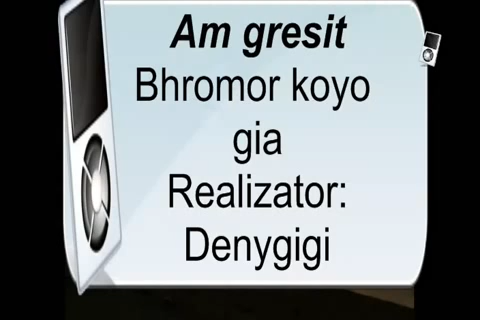 Am gresit
Bhromor koyo
gia
Realizator:
Denygigi